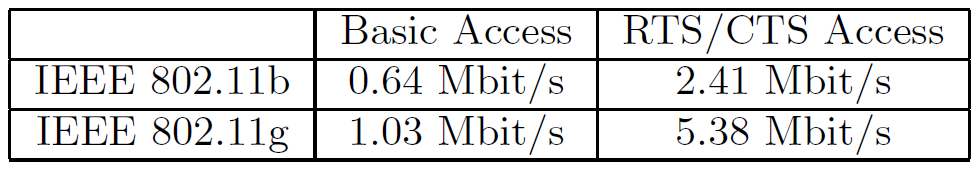 Basic Access RTS/CTS Access
IEEE 802.11b 0.64 Mbit/s 2.41 Mbit/s
IEEE 802.11g 1.03 Mbit/s 5.38 Mbit/s